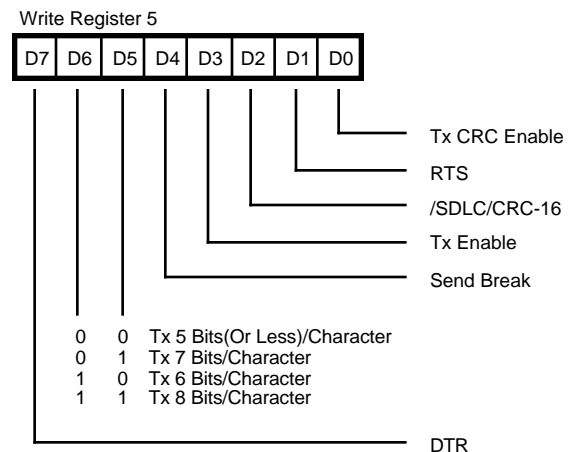 Write Register 5
D7 D6 D5 D4 D3 D2 D1 D0
Tx CRC Enable
RTS
/SDLC/CRC-16
Tx Enable
Send Break
0 0 Tx 5 Bits(Or Less)/Character
0 1 Tx 7 Bits/Character
1 0 Tx 6 Bits/Character
1 1 Tx 8 Bits/Character
DTR